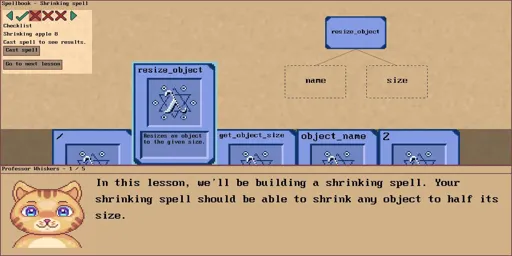 Spellbook - Shrinking spell
Checklist
Shrinking apple 8
Cast spell to see results.
Cast spell
Go to next lesson
resize_object
name
size
resize_object
Resizes an object
to the given size.
/
get_object_size
object_name
2
Professor Whiskers - 1 / 5
In this lesson, we'll be building a shrinking spell. Your
shrinking spell should be able to shrink any object to half its
size.